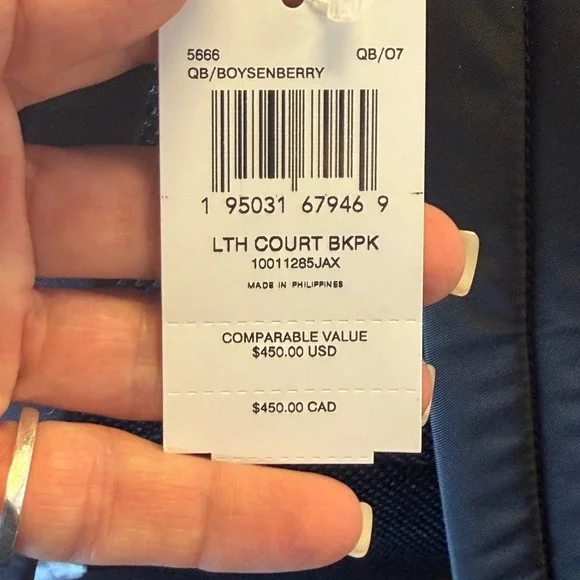 5666 QB/07
QB/BOYSENBERRY
1 95031 67946 9
LTH COURT BKPK
10011285JAX
MADE IN PHILIPPINES
COMPARABLE VALUE
$450.00 USD
$450.00 CAD